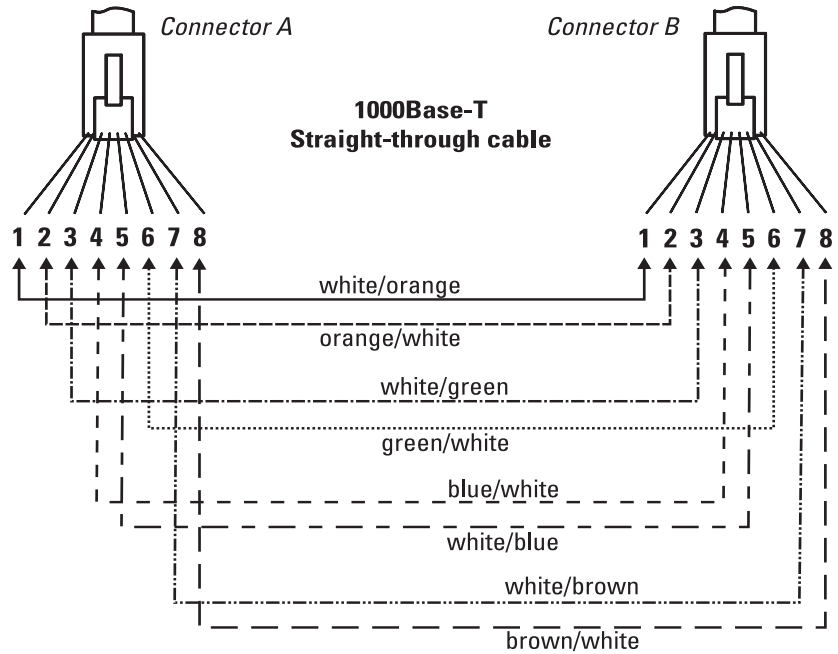 Connector A
Connector B
1000Base-T
Straight-through cable
1 2 3 4 5 6 7 8
1 2 3 4 5 6 7 8
white/orange
orange/white
white/green
green/white
blue/white
white/blue
white/brown
brown/white